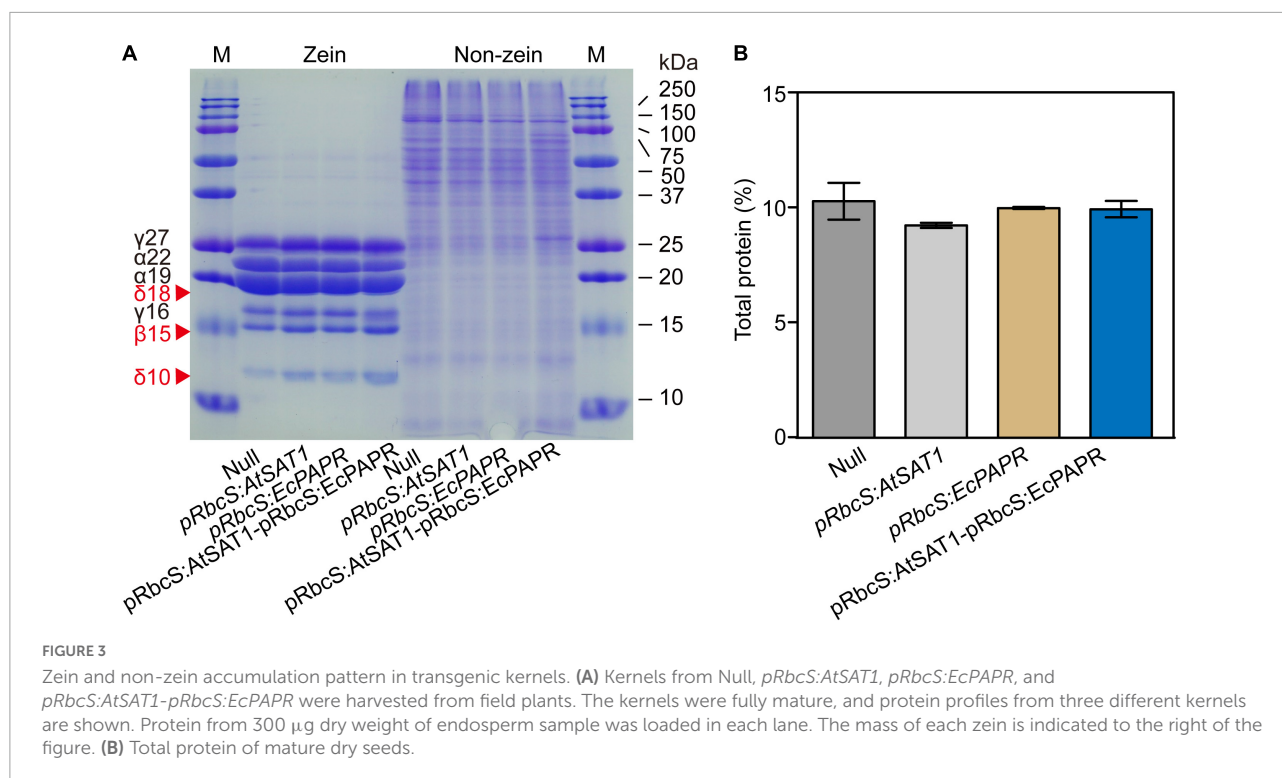 A
M
Zein
Non-zein
M
kDa
250
150
100
75
50
37
25
20
15
10
γ27
α22
α19
δ18
γ16
β15
δ10
Null
pRbcS:AtSAT1
pRbcS:EcPAPR
pRbcS:AtSAT1-pRbcS:EcPAPR
Null
pRbcS:AtSAT1
pRbcS:EcPAPR
pRbcS:AtSAT1-pRbcS:EcPAPR
B
Total protein (%)
15
10
5
0
Null
pRbcS:AtSAT1
pRbcS:EcPAPR
pRbcS:AtSAT1-pRbcS:EcPAPR
FIGURE 3
Zein and non-zein accumulation pattern in transgenic kernels. (A) Kernels from Null, pRbcS:AtSAT1, pRbcS:EcPAPR, and
pRbcS:AtSAT1-pRbcS:EcPAPR were harvested from field plants. The kernels were fully mature, and protein profiles from three different kernels
are shown. Protein from 300 μg dry weight of endosperm sample was loaded in each lane. The mass of each zein is indicated to the right of the
figure. (B) Total protein of mature dry seeds.